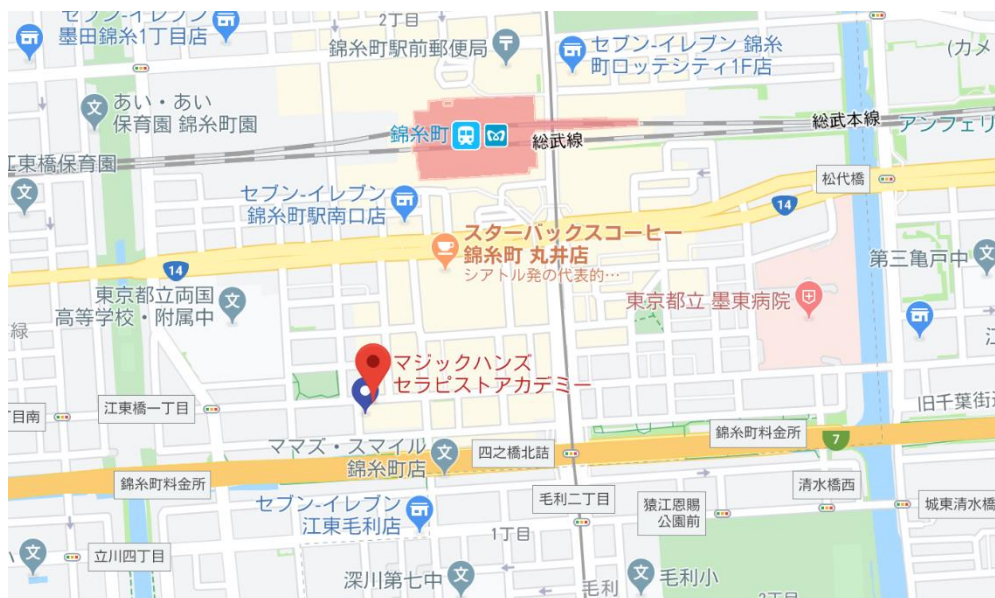 セブン-イレブン
墨田錦糸1丁目店
2丁目
錦糸町駅前郵便局
セブン-イレブン 錦糸
町ロッテシティ1F店
(カメ
あい・あい
保育園 錦糸町園
錦糸町
総武線
総武本線
アンフェリ
江東橋保育園
松代橋
セブン-イレブン
錦糸町駅南口店
14
スターバックスコーヒー
錦糸町 丸井店
シアトル発の代表的…
14
第三亀戸中
東京都立両国
高等学校・附属中
東京都立 墨東病院
緑
マジックハンズ
セラピストアカデミー
江東橋一丁目
丁目南
旧千葉街道
ママズ・スマイル
錦糸町店
四之橋北詰
錦糸町料金所
7
錦糸町料金所
セブン-イレブン
江東毛利店
毛利二丁目
猿江恩賜
公園前
清水橋西
城東清水橋
1丁目
立川四丁目
深川第七中
毛利
毛利小